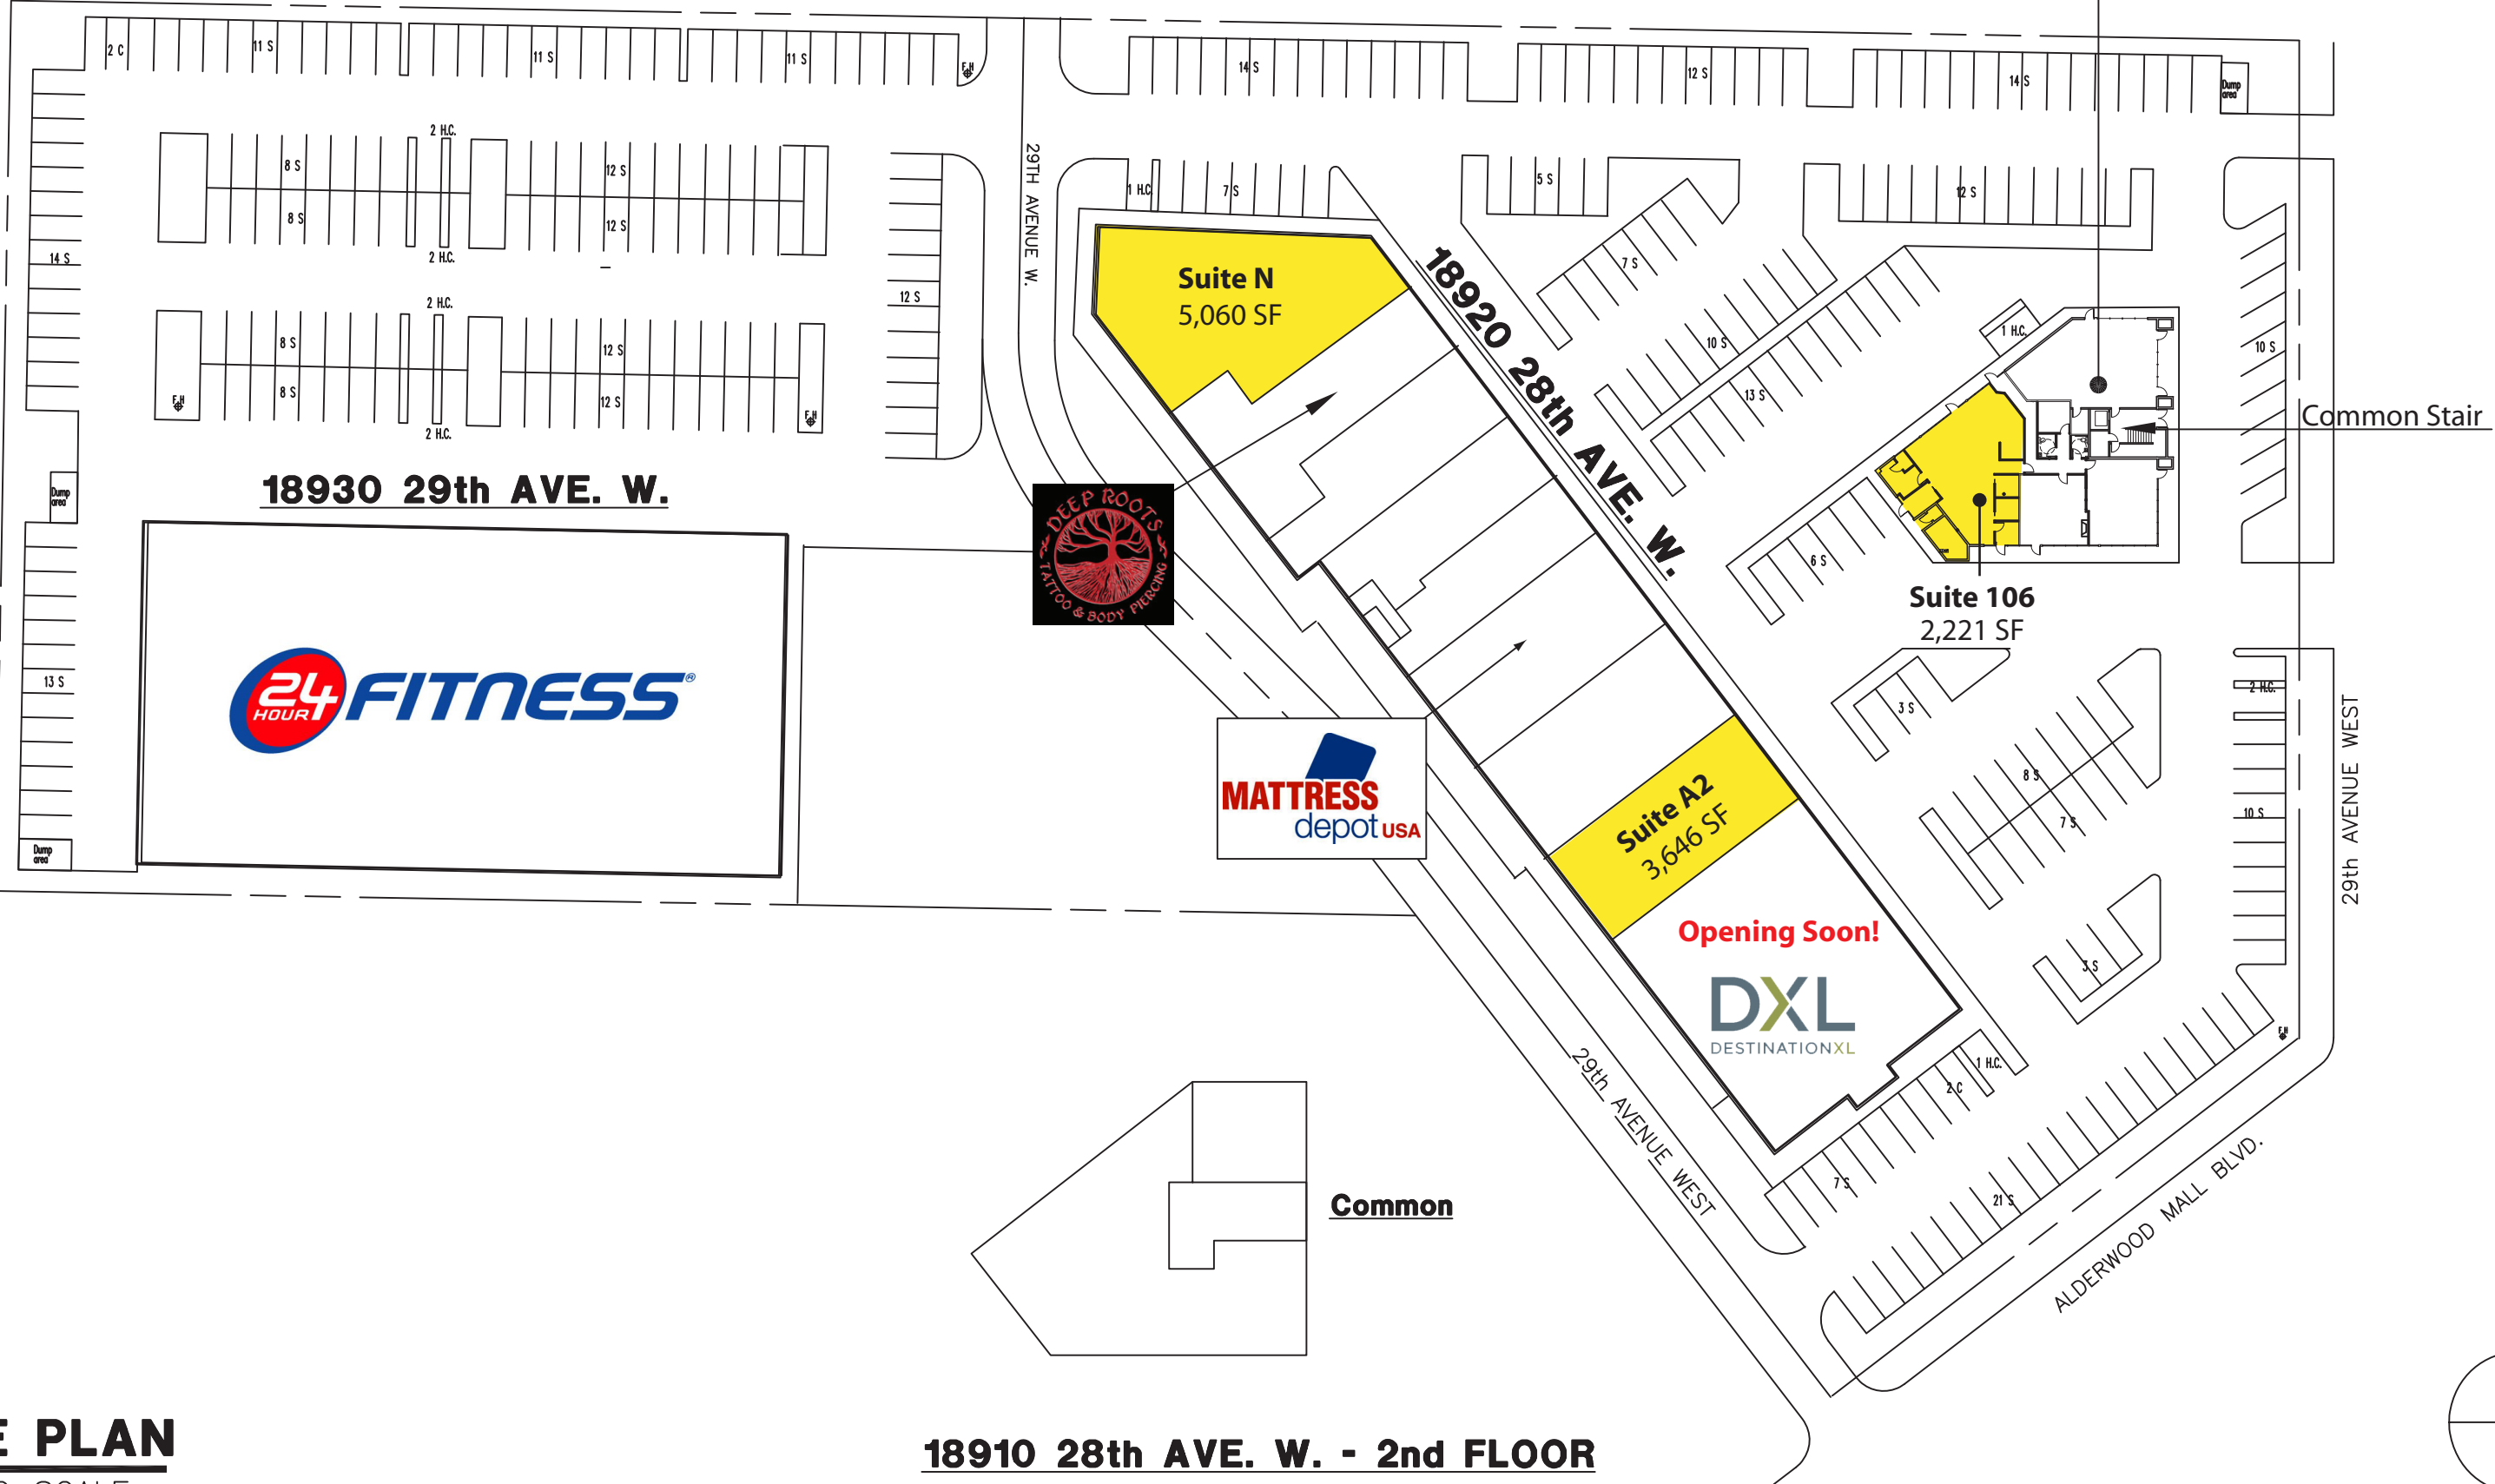 2 C
11 S
11 S
11 S
F.H
14 S
12 S
14 S
Dump
area
2 H.C.
8 S
12 S
8 S
12 S
2 H.C.
14 S
12 S
29TH AVENUE W.
1 H.C
7 S
5 S
12 S
7 S
10 S
13 S
1 H.C.
10 S
Suite N
5,060 SF
18920 28th AVE. W.
2 H.C.
8 S
12 S
8 S
12 S
F.H
F.H
2 H.C.
Common Stair
18930 29th AVE. W.
Dump
area
DEEP ROOTS
TATTOO & BODY PIERCING
6 S
Suite 106
2,221 SF
13 S
24
HOUR
FITNESS®
MATTRESS
depot USA
3 S
2 H.C.
8 S
7 S
10 S
29th AVENUE WEST
Suite A2
3,646 SF
Dump
area
Opening Soon!
DXL
DESTINATIONXL
3 S
F.H
1 H.C.
2 C
7 S
21 S
29th AVENUE WEST
ALDERWOOD MALL BLVD.
Common
E PLAN
18910 28th AVE. W. - 2nd FLOOR